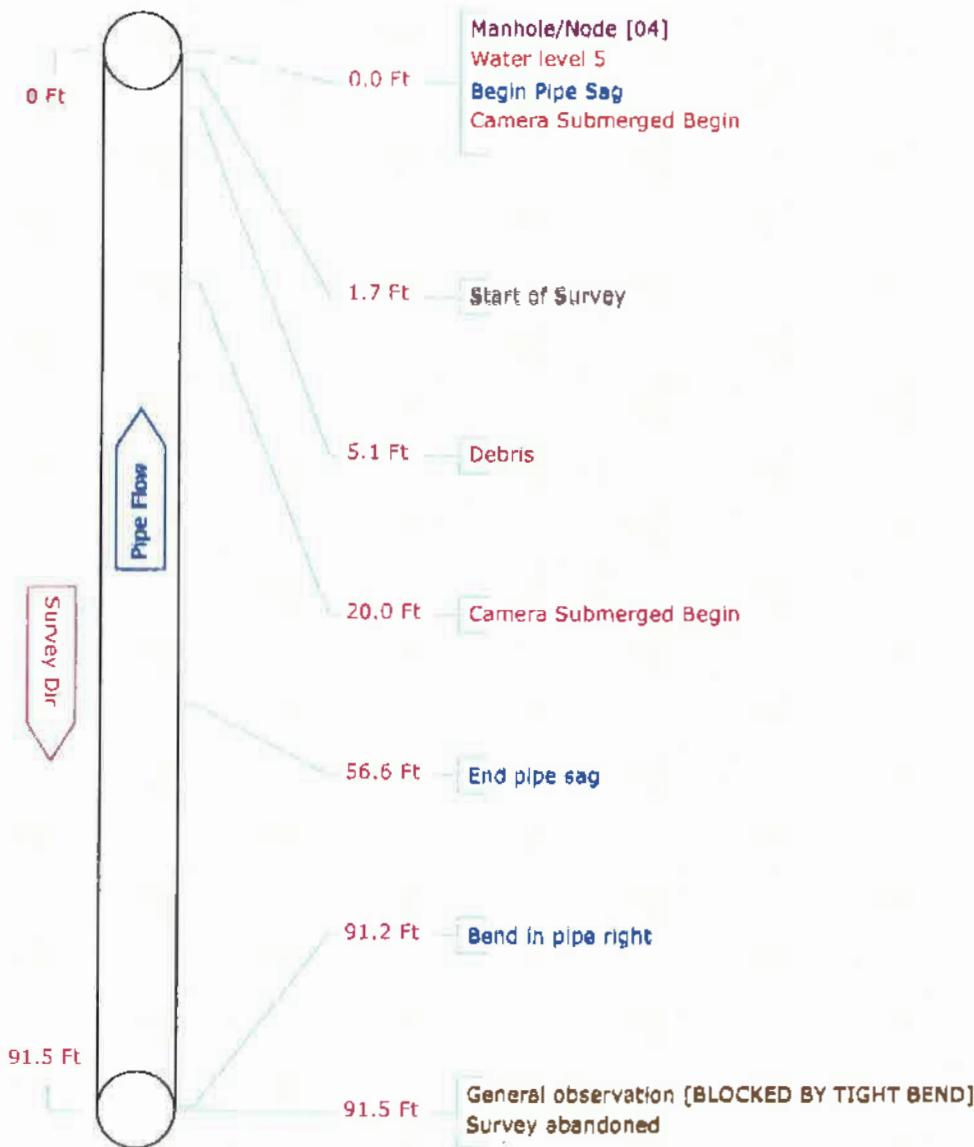 Manhole/Node [04]
Water level 5
0.0 Ft
0 Ft
Begin Pipe Sag
Camera Submerged Begin
1.7 Ft
Start of Survey
5.1 Ft
Debris
Pipe Flow
Survey Dir
20.0 Ft
Camera Submerged Begin
56.6 Ft
End pipe sag
91.2 Ft
Bend in pipe right
91.5 Ft
91.5 Ft
General observation [BLOCKED BY TIGHT BEND]
Survey abandoned